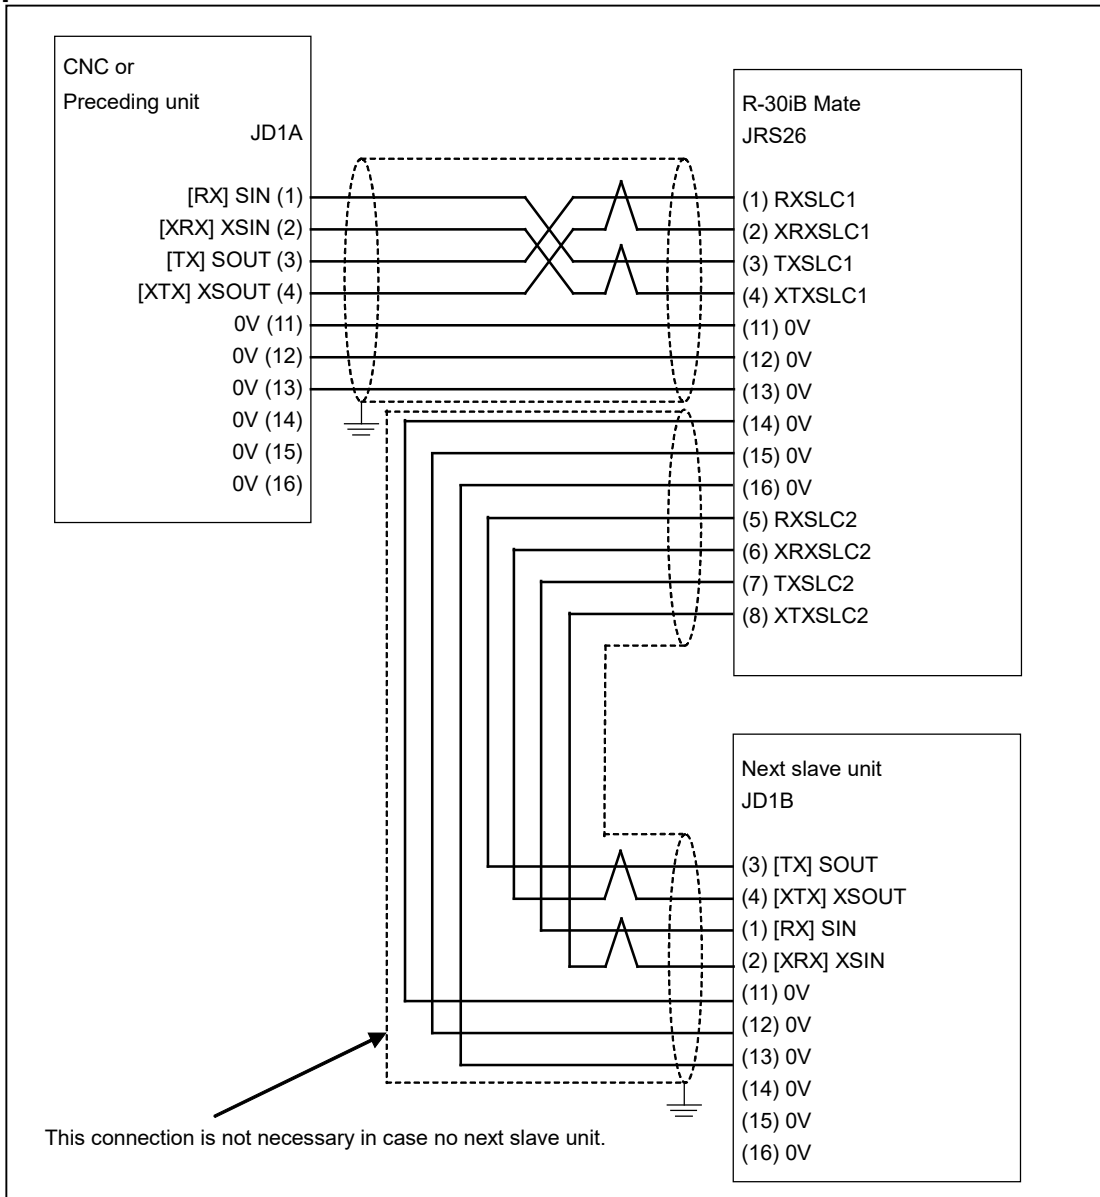 CNC or
Preceding unit
JD1A
[RX] SIN (1)
[XRX] XSIN (2)
[TX] SOUT (3)
[XTX] XSOUT (4)
0V (11)
0V (12)
0V (13)
0V (14)
0V (15)
0V (16)
R-30iB Mate
JRS26
(1) RXSLC1
(2) XRXSLC1
(3) TXSLC1
(4) XTXSLC1
(11) 0V
(12) 0V
(13) 0V
(14) 0V
(15) 0V
(16) 0V
(5) RXSLC2
(6) XRXSLC2
(7) TXSLC2
(8) XTXSLC2
Next slave unit
JD1B
(3) [TX] SOUT
(4) [XTX] XSOUT
(1) [RX] SIN
(2) [XRX] XSIN
(11) 0V
(12) 0V
(13) 0V
(14) 0V
(15) 0V
(16) 0V
This connection is not necessary in case no next slave unit.